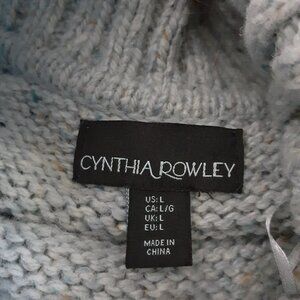 CYNTHIA ROWLEY
US: L
CA: L/G
UK: L
EU: L
MADE IN
CHINA